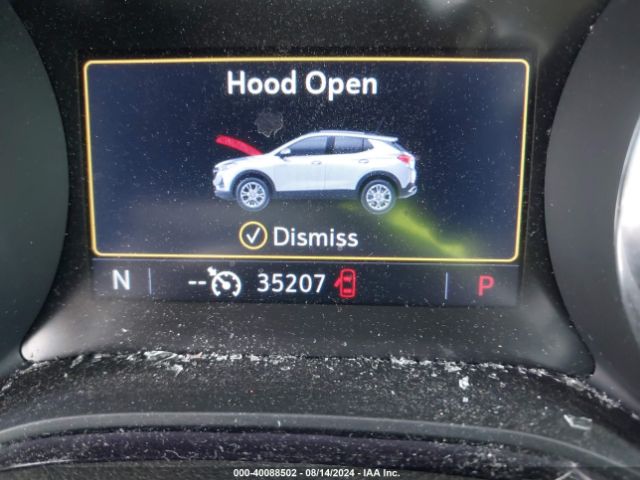 Hood Open
Dismiss
N -- 35207 P
000-40088502 - 08/14/2024 - IAA Inc.